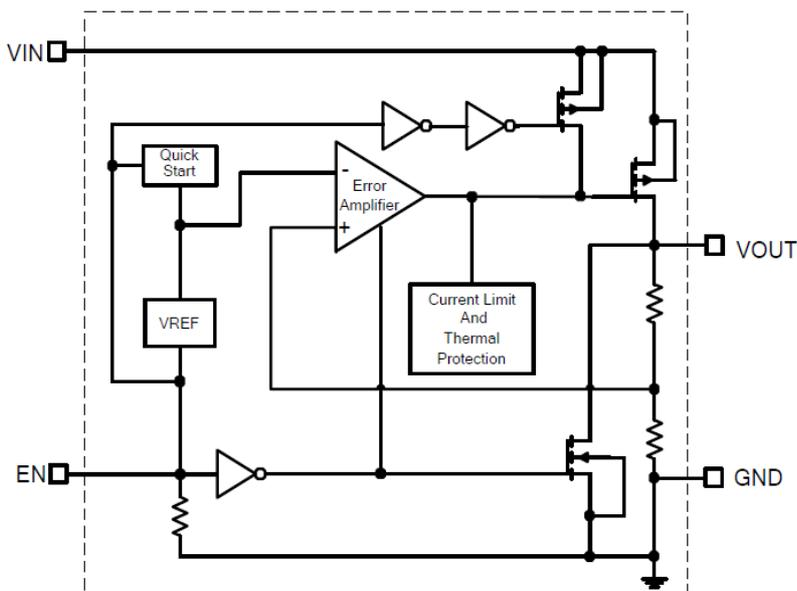 VIN
Quick
Start
-
Error
Amplifier
+
VOUT
VREF
Current Limit
And
Thermal
Protection
EN
GND